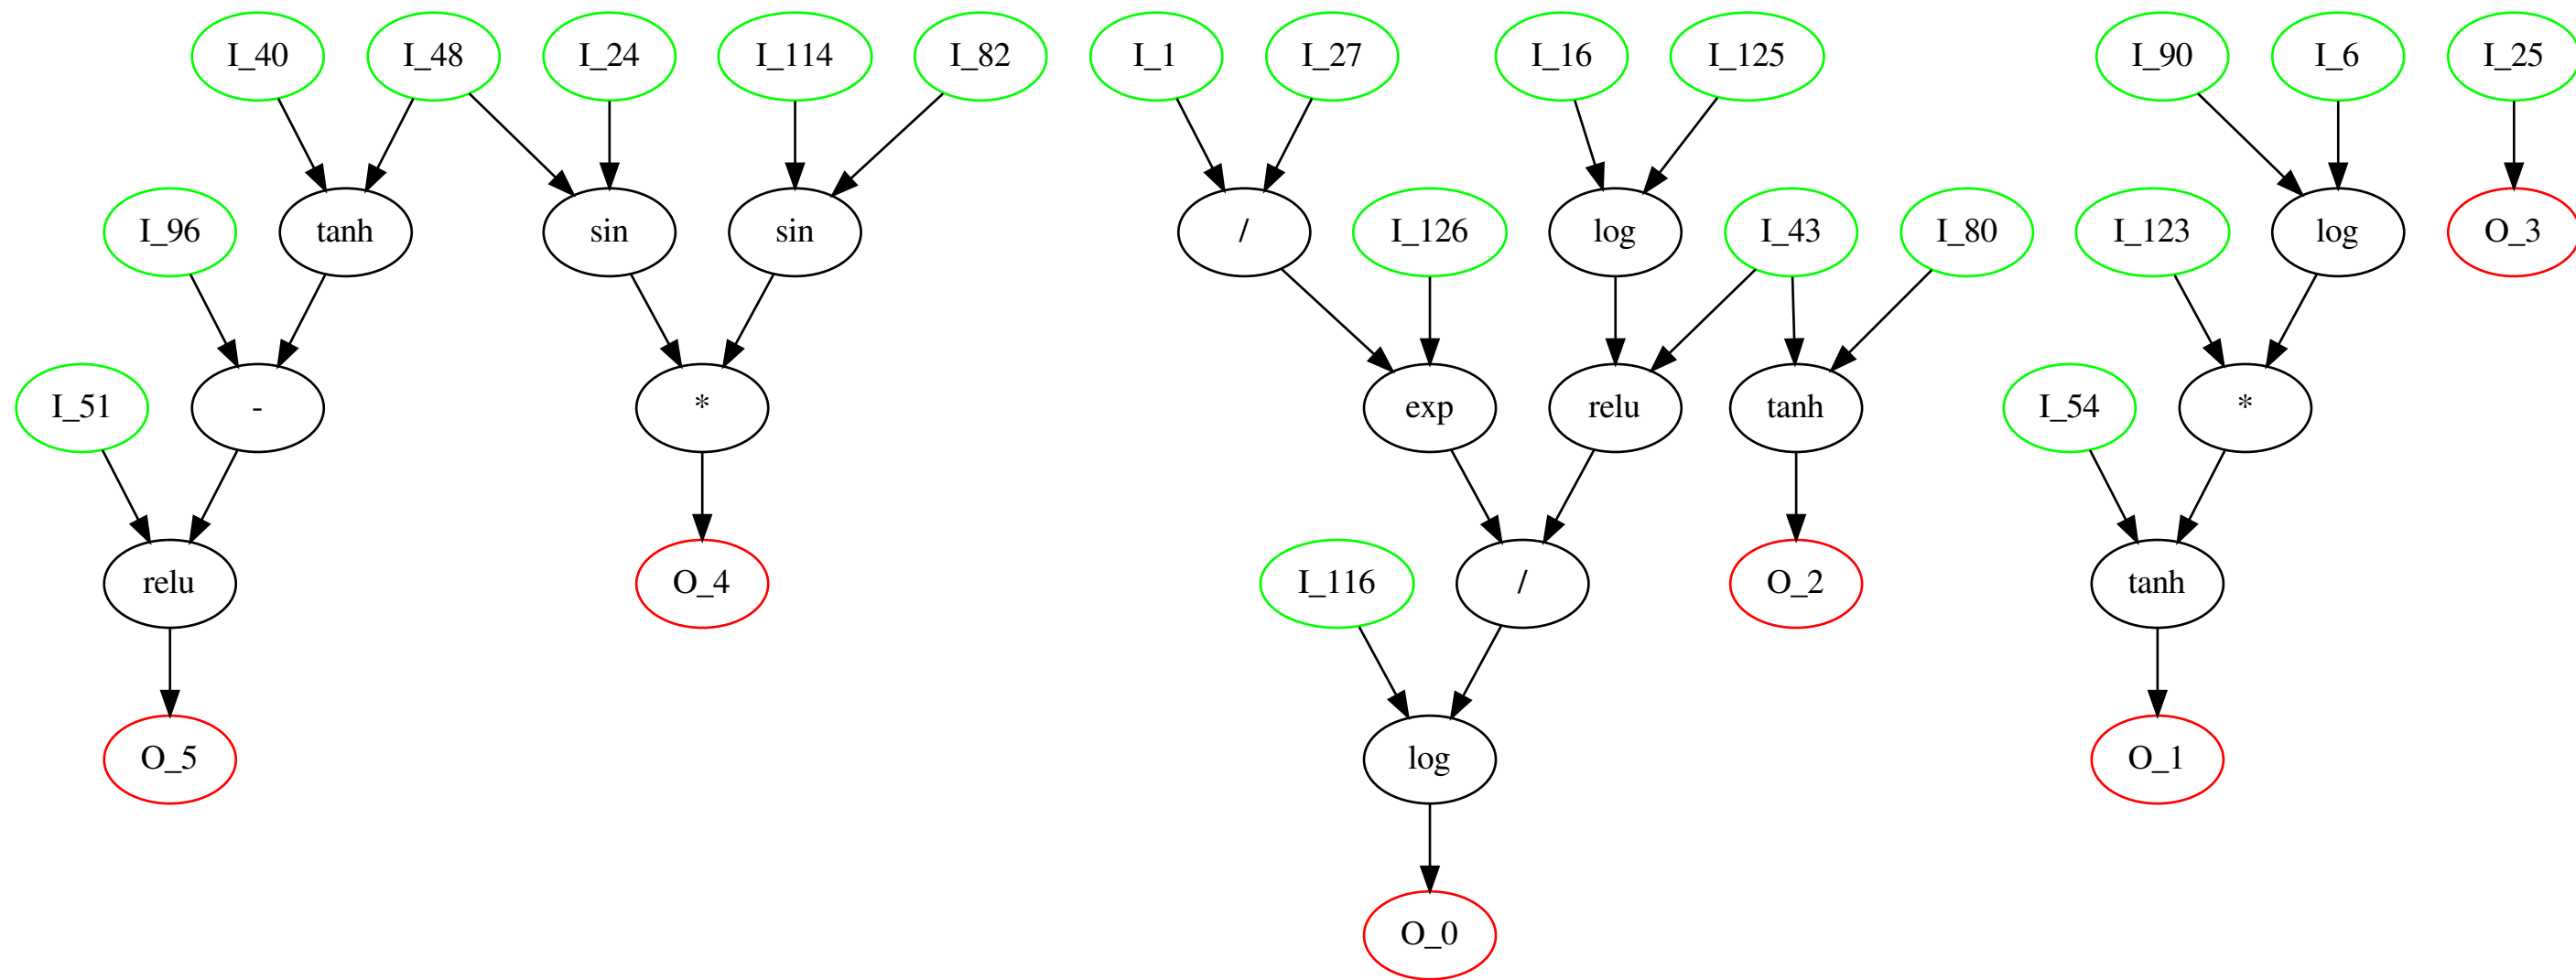 I_40 I_48 I_24 I_114 I_82 I_1 I_27 I_16 I_125 I_90 I_6 I_25
I_96 tanh sin sin / I_126 log I_43 I_80 I_123 log O_3
I_51 - * exp relu tanh I_54 *
relu O_4 I_116 / O_2 tanh
O_5 log O_1
O_0